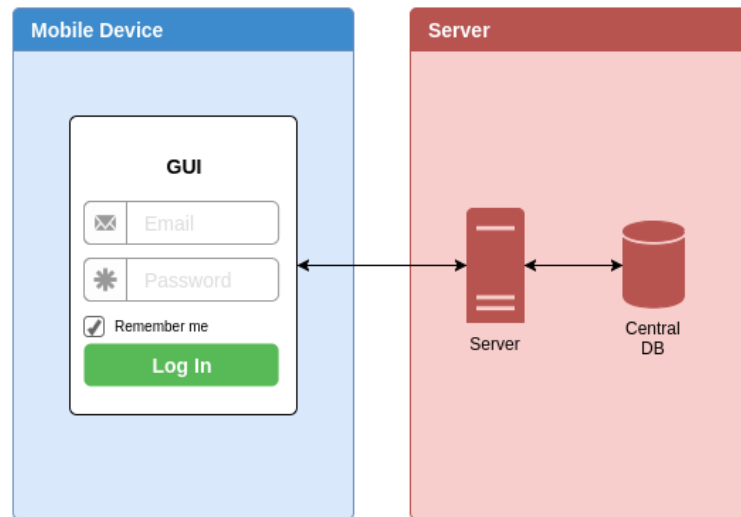 Mobile Device
GUI
Email
Password
Remember me
Log In
Server
Server
Central
DB